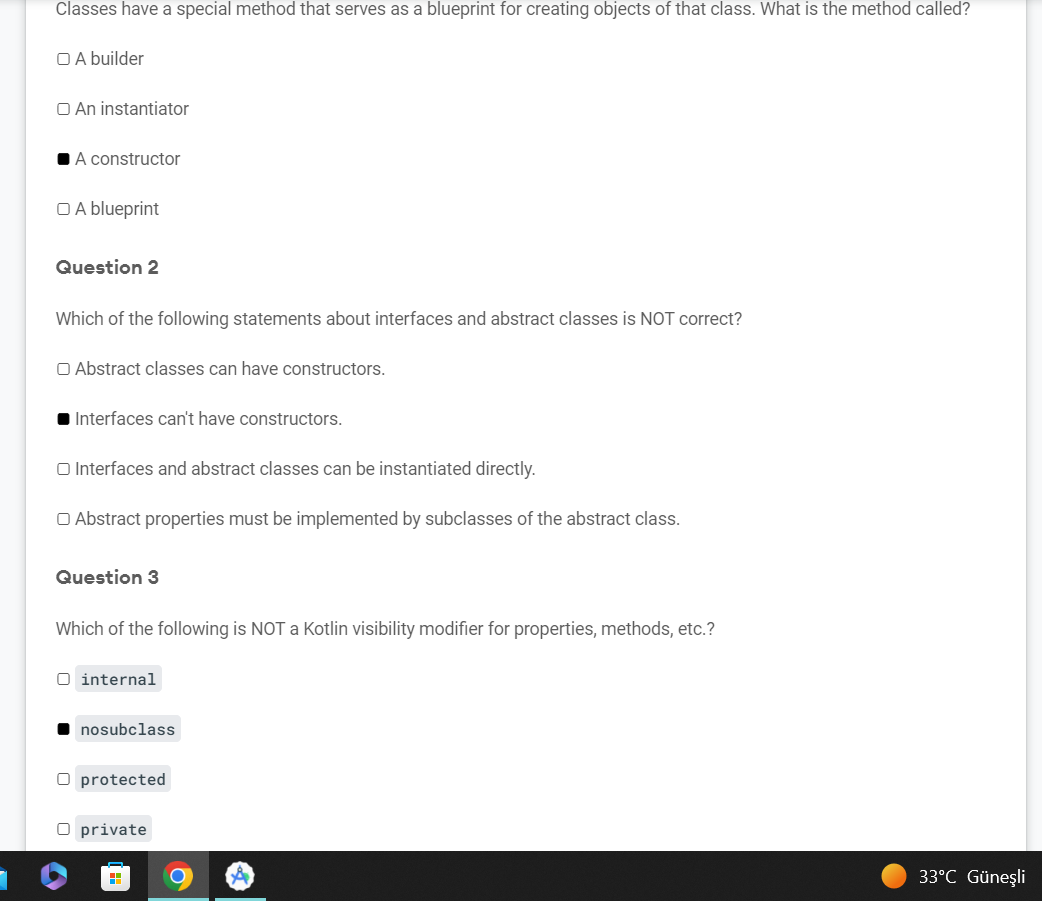 Classes have a special method that serves as a blueprint for creating objects of that class. What is the method called?
A builder
An instantiator
A constructor
A blueprint
Question 2
Which of the following statements about interfaces and abstract classes is NOT correct?
Abstract classes can have constructors.
Interfaces can't have constructors.
Interfaces and abstract classes can be instantiated directly.
Abstract properties must be implemented by subclasses of the abstract class.
Question 3
Which of the following is NOT a Kotlin visibility modifier for properties, methods, etc.?
internal
nosubclass
protected
private
33°C Güneşli